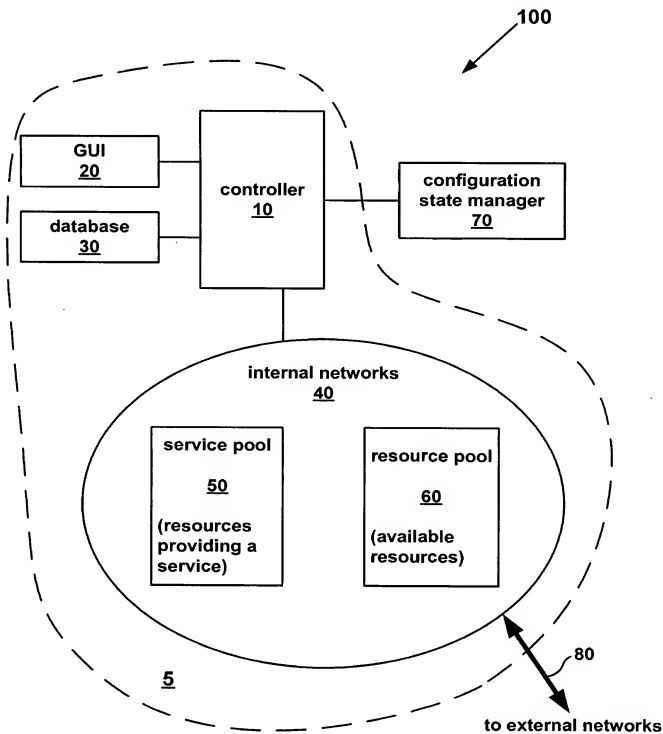 100
GUI
20
database
30
controller
10
configuration
state manager
70
internal networks
40
service pool
50
(resources
providing a
service)
resource pool
60
(available
resources)
5
80
to external networks